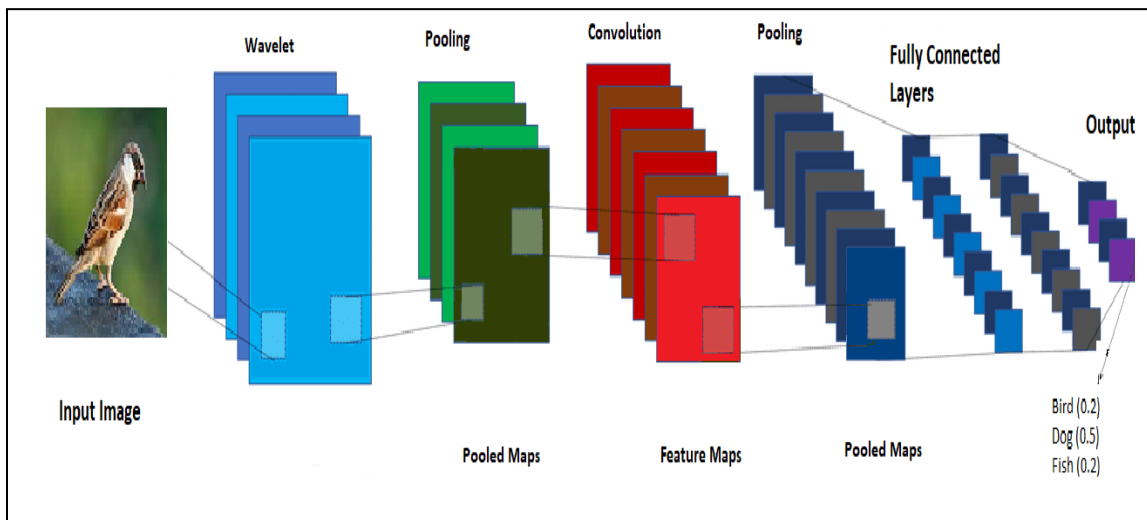 Wavelet
Pooling
Convolution
Pooling
Fully Connected
Layers
Output
Input Image
Pooled Maps
Feature Maps
Pooled Maps
Bird (0.2)
Dog (0.5)
Fish (0.2)